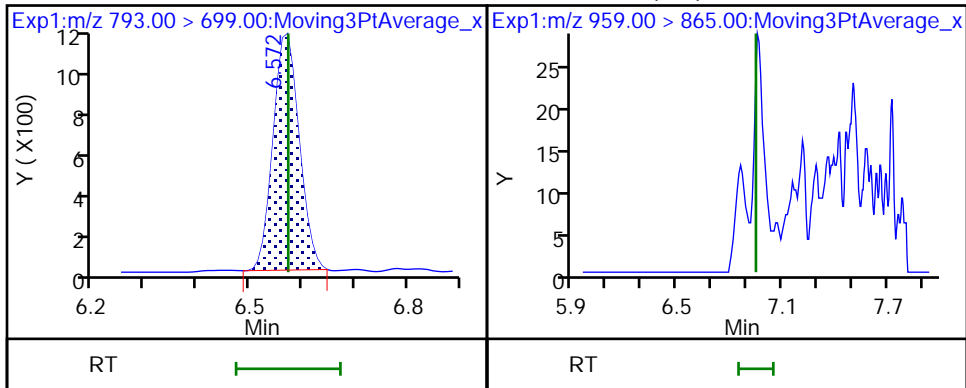 Exp1:m/z 793.00 > 699.00:Moving3PtAverage_x
12
10
8
6
4
2
0
Y ( X100)
6.572
6.2 6.5 6.8
Min
RT
Exp1:m/z 959.00 > 865.00:Moving3PtAverage_x
25
20
15
10
5
0
Y
5.9 6.5 7.1 7.7
Min
RT